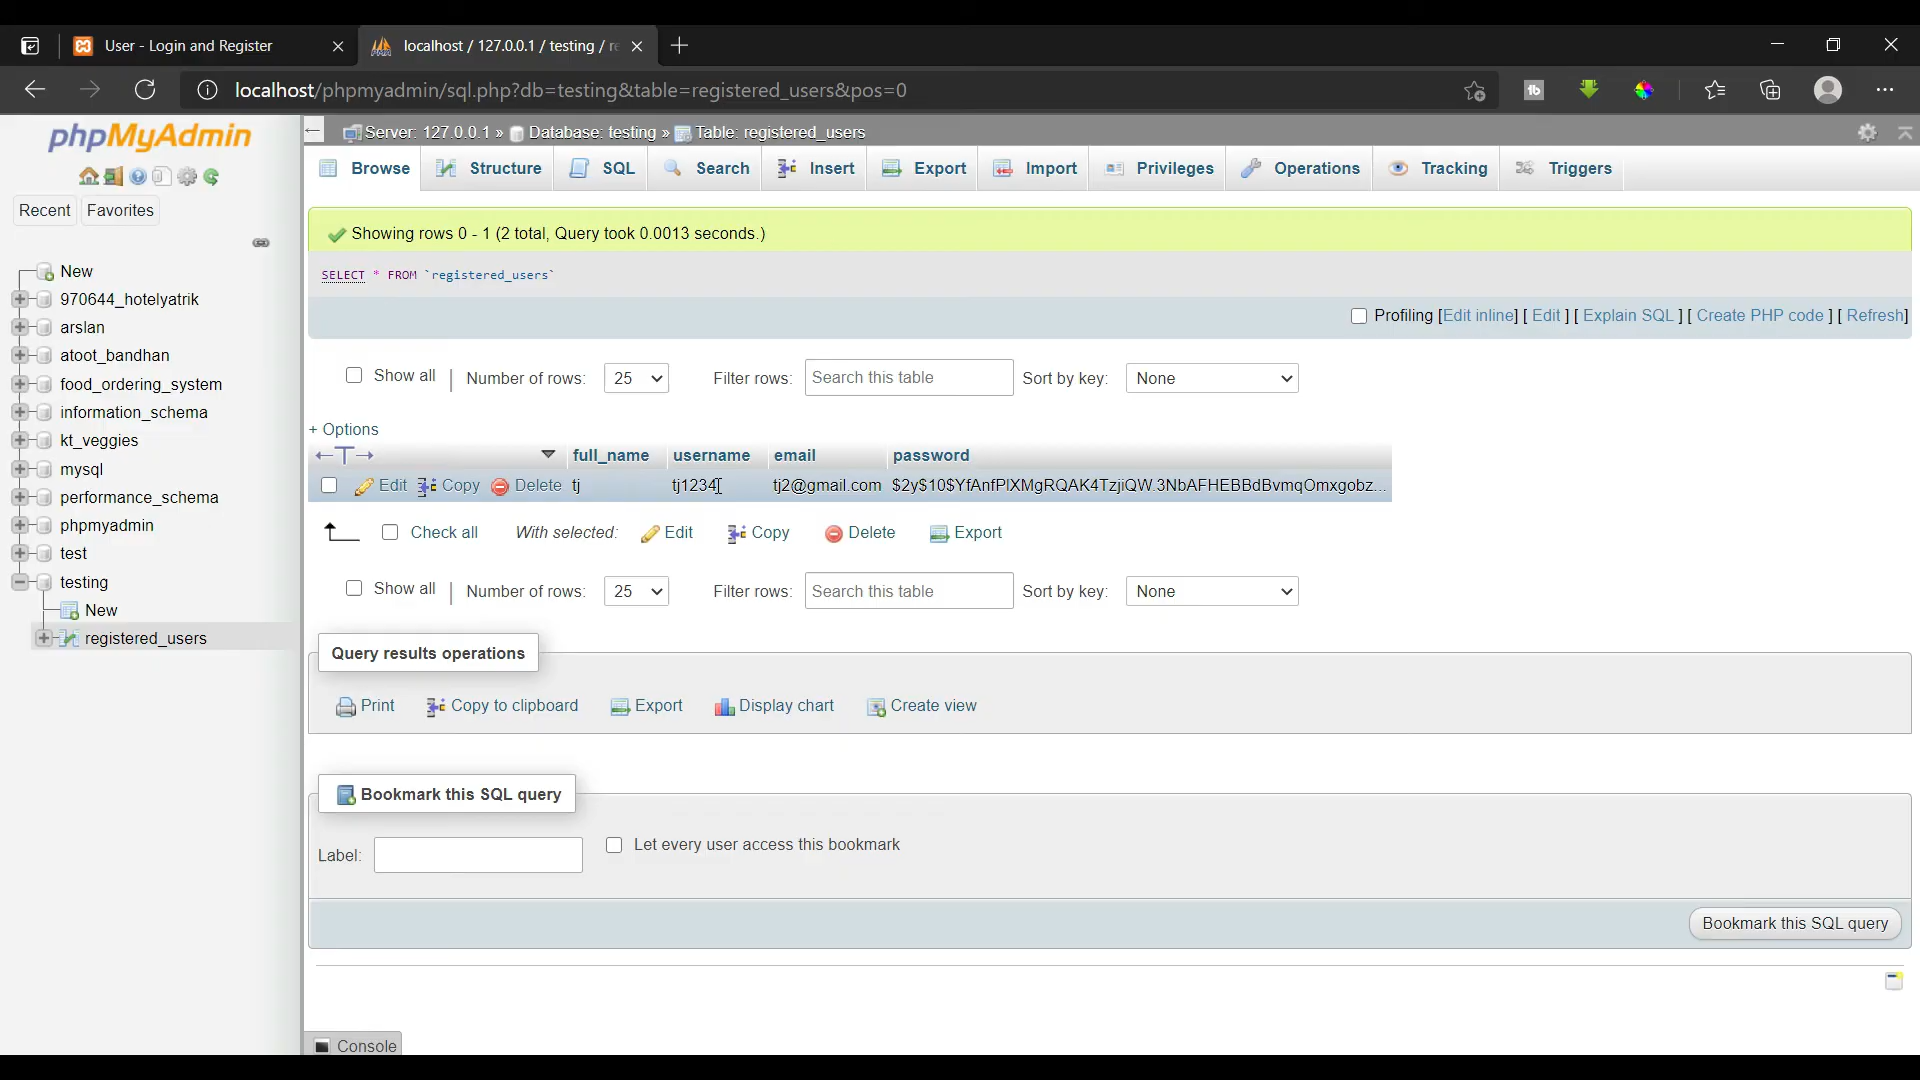 User - Login and Register
localhost / 127.0.0.1 / testing / re
localhost/phpmyadmin/sql.php?db=testing&table=registered_users&pos=0
phpMyAdmin
Recent
Favorites
New
970644_hotelyatrik
arslan
atoot_bandhan
food_ordering_system
information_schema
kt_veggies
mysql
performance_schema
phpmyadmin
test
testing
New
registered_users
Server: 127.0.0.1 » Database: testing » Table: registered_users
Browse Structure SQL Search Insert Export Import Privileges Operations Tracking Triggers
Showing rows 0 - 1 (2 total, Query took 0.0013 seconds.)
SELECT * FROM `registered_users`
Profiling [Edit inline] [ Edit ] [ Explain SQL ] [ Create PHP code ] [ Refresh]
Show all | Number of rows: 25 Filter rows: Search this table Sort by key: None
+ Options
←T→ full_name username email password
Edit Copy Delete tj tj1234 tj2@gmail.com $2y$10$YfAnfPlXMgRQAK4TzjiQW.3NbAFHEBBdBvmqOmxgobz...
Check all With selected: Edit Copy Delete Export
Show all | Number of rows: 25 Filter rows: Search this table Sort by key: None
Query results operations
Print Copy to clipboard Export Display chart Create view
Bookmark this SQL query
Label: Let every user access this bookmark
Bookmark this SQL query
Console